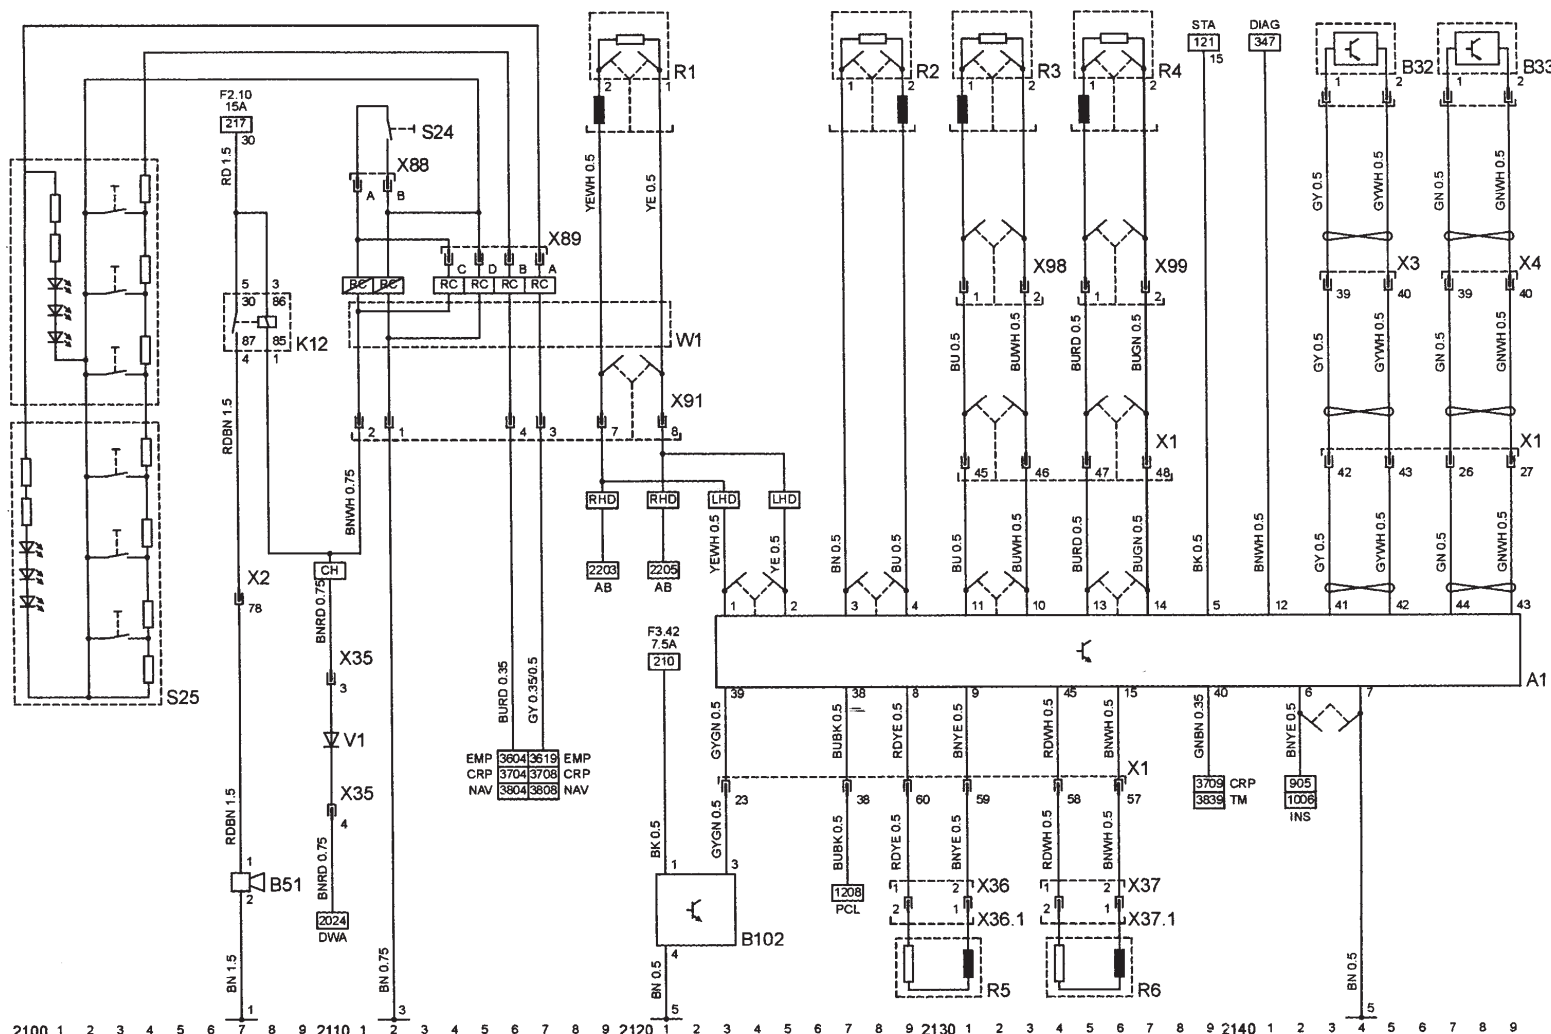 STA
121
15
DIAG
347
R1
2
1
R2
1
2
R3
1
2
R4
1
2
B32
1
2
B33
1
2
F2.10
15A
217
30
RD 1.5
S24
X88
A
B
X89
C
D
B
A
RC
RC
RC
RC
RC
RC
5
3
30
86
87
85
K12
4
1
W1
YEWH 0.5
YE 0.5
X98
1
2
X99
1
2
GY 0.5
GYWH 0.5
GN 0.5
GNWH 0.5
X3
39
40
X4
39
40
BU 0.5
BUWH 0.5
BURD 0.5
BUGN 0.5
GY 0.5
GYWH 0.5
GN 0.5
GNWH 0.5
X91
2
1
4
3
7
8
RDBN 1.5
BNWH 0.75
X1
45
46
47
48
X1
42
43
26
27
RHD
RHD
LHD
LHD
2203
AB
2205
AB
YEWH 0.5
YE 0.5
BN 0.5
BU 0.5
BU 0.5
BUWH 0.5
BURD 0.5
BUGN 0.5
BK 0.5
BNWH 0.5
GY 0.5
GYWH 0.5
GN 0.5
GNWH 0.5
CH
X2
78
BNRD 0.75
1
2
3
4
11
10
13
14
5
12
41
42
44
43
S25
X35
3
V1
X35
4
BNRD 0.75
2024
DWA
F3.42
7.5A
210
A1
39
38
8
9
45
15
40
6
7
BURD 0.35
GY 0.35/0.5
EMP 3604 3619 EMP
CRP 3704 3708 CRP
NAV 3804 3808 NAV
GYGN 0.5
BUBK 0.5
RDYE 0.5
BNYE 0.5
RDWH 0.5
BNWH 0.5
GNBN 0.35
BNYE 0.5
X1
23
38
60
59
58
57
3709 CRP
3839 TM
905
1006
INS
RDBN 1.5
BK 0.5
GYGN 0.5
BUBK 0.5
RDYE 0.5
BNYE 0.5
RDWH 0.5
BNWH 0.5
1
B51
2
1
3
B102
4
1208
PCL
1
2
X36
2
1
X36.1
R5
1
2
X37
2
1
X37.1
R6
BN 1.5
BN 0.75
BN 0.5
BN 0.5
1
3
5
5
2100 1 2 3 4 5 6 7 8 9 2110 1 2 3 4 5 6 7 8 9 2120 1 2 3 4 5 6 7 8 9 2130 1 2 3 4 5 6 7 8 9 2140 1 2 3 4 5 6 7 8 9